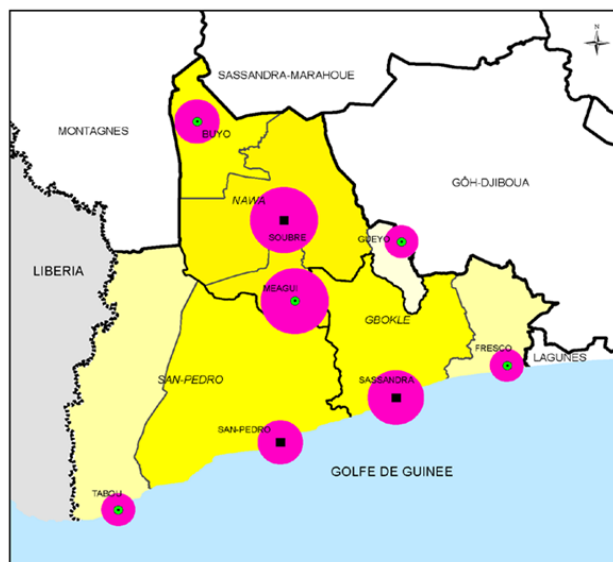 N
SASSANDRA-MARAHOUE
MONTAGNES
BUYO
GÔH-DJIBOUA
NAWA
SOUBRE
GUEYO
LIBERIA
MEAGUI
GBOKLE
FRESCO
LAGUNES
SAN-PEDRO
SASSANDRA
SAN-PEDRO
GOLFE DE GUINEE
TABOU